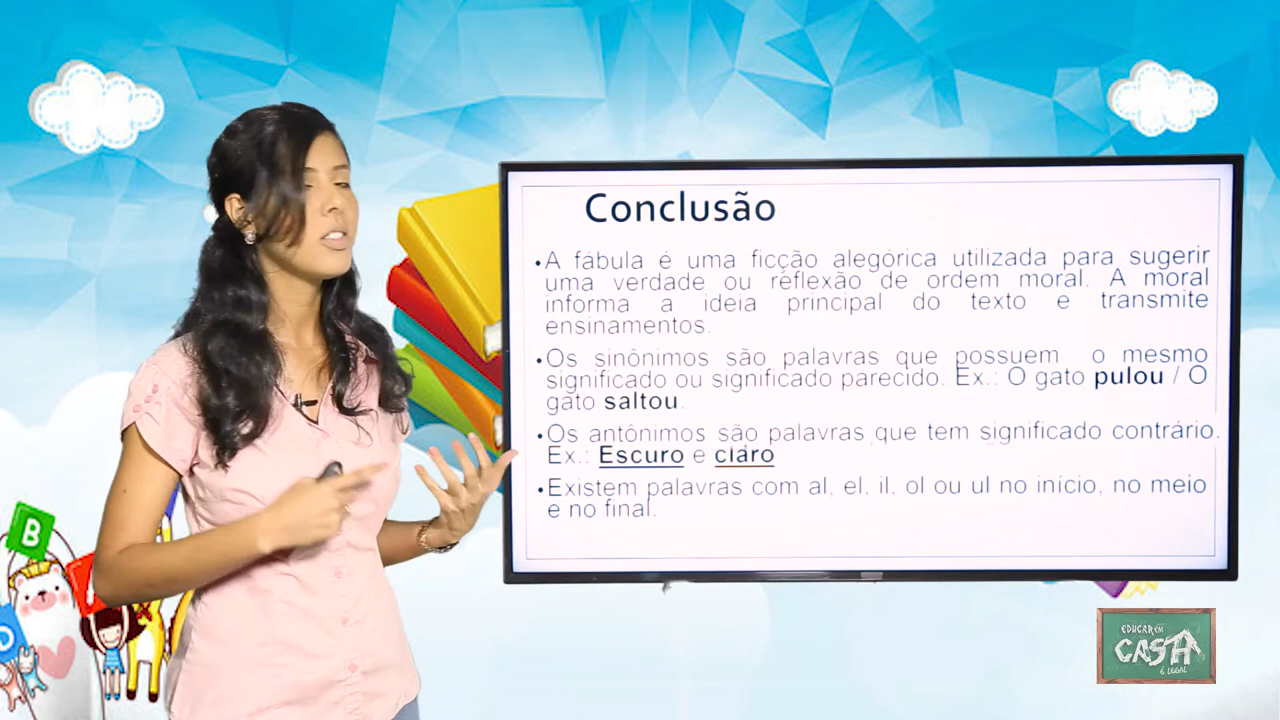 Conclusão
•A fábula é uma ficção alegórica utilizada para sugerir
uma verdade ou reflexão de ordem moral. A moral
informa a ideia principal do texto e transmite
ensinamentos.
•Os sinônimos são palavras que possuem o mesmo
significado ou significado parecido. Ex.: O gato pulou / O
gato saltou.
•Os antônimos são palavras que tem significado contrário.
Ex.: Escuro e claro
•Existem palavras com al, el, il, ol ou ul no início, no meio
e no final.
B
EDUCAR EM
CASA
É LEGAL